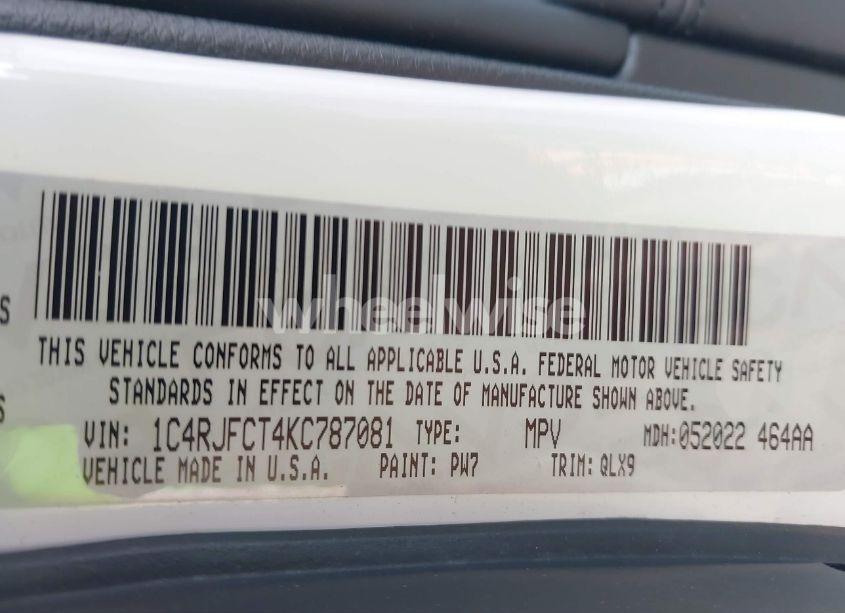 wheelwise
S
THIS VEHICLE CONFORMS TO ALL APPLICABLE U.S.A. FEDERAL MOTOR VEHICLE SAFETY
S
STANDARDS IN EFFECT ON THE DATE OF MANUFACTURE SHOWN ABOVE.
VIN: 1C4RJFCT4KC787081 TYPE: MPV MDH:052022 464AA
VEHICLE MADE IN U.S.A. PAINT: PW7 TRIM: QLX9